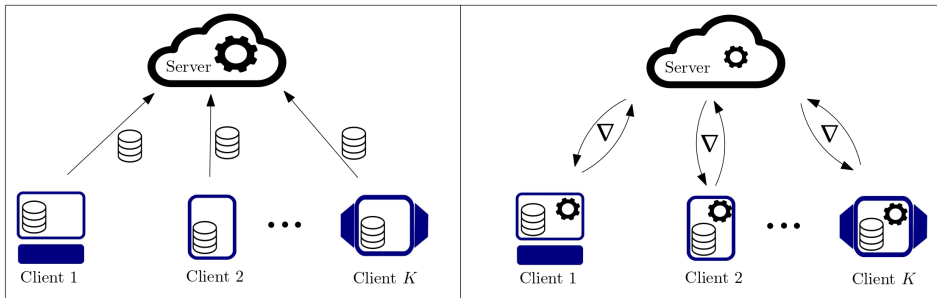 Server
Client 1
Client 2
Client K
Server
∇
∇
∇
Client 1
Client 2
Client K